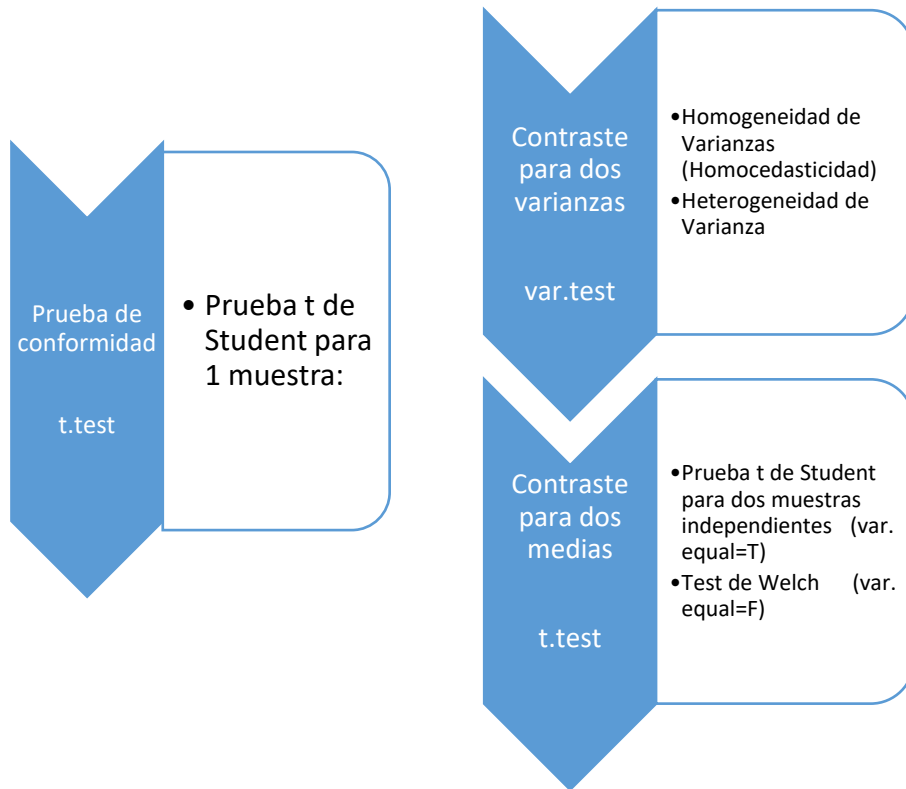 Prueba de
conformidad
t.test
• Prueba t de
Student para
1 muestra:
Contraste
para dos
varianzas
var.test
•Homogeneidad de
Varianzas
(Homocedasticidad)
•Heterogeneidad de
Varianza
Contraste
para dos
medias
t.test
•Prueba t de Student
para dos muestras
independientes (var.
equal=T)
•Test de Welch (var.
equal=F)